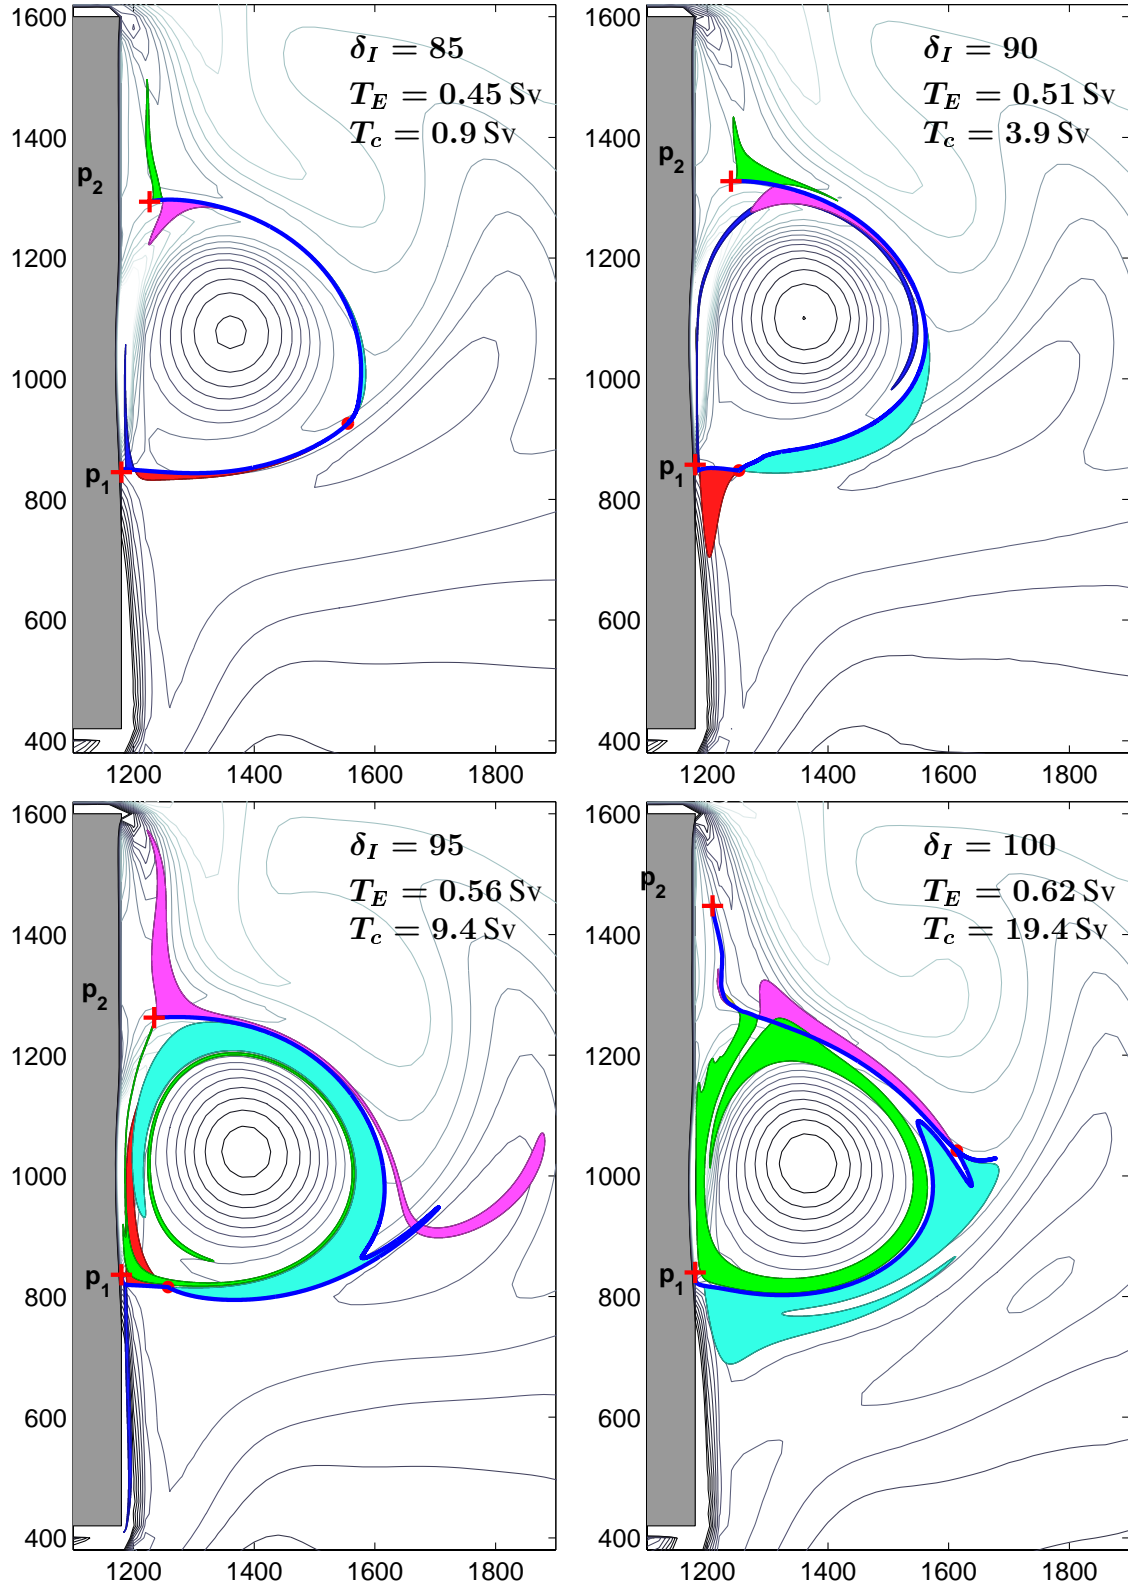 1600
δ_I = 85
T_E = 0.45 Sv
T_c = 0.9 Sv
1400
p_2
1200
1000
p_1
800
600
400
1200 1400 1600 1800
1600
δ_I = 90
T_E = 0.51 Sv
T_c = 3.9 Sv
1400
p_2
1200
1000
p_1
800
600
400
1200 1400 1600 1800
1600
δ_I = 95
T_E = 0.56 Sv
T_c = 9.4 Sv
1400
p_2
1200
1000
p_1
800
600
400
1200 1400 1600 1800
1600
δ_I = 100
p_2
T_E = 0.62 Sv
T_c = 19.4 Sv
1400
1200
1000
p_1
800
600
400
1200 1400 1600 1800